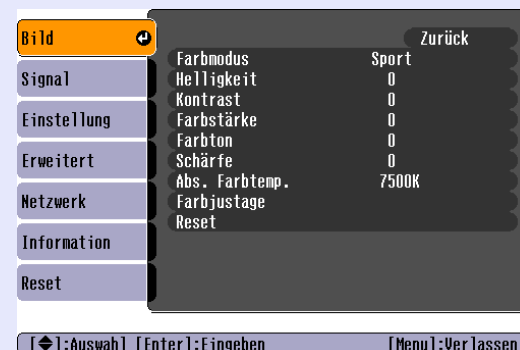 Bild
Signal
Einstellung
Erweitert
Netzwerk
Information
Reset
Zurück
Farbmodus Sport
Helligkeit 0
Kontrast 0
Farbstärke 0
Farbton 0
Schärfe 0
Abs. Farbtemp. 7500K
Farbjustage
Reset
[◆]:Auswahl [Enter]:Eingeben [Menu]:Verlassen